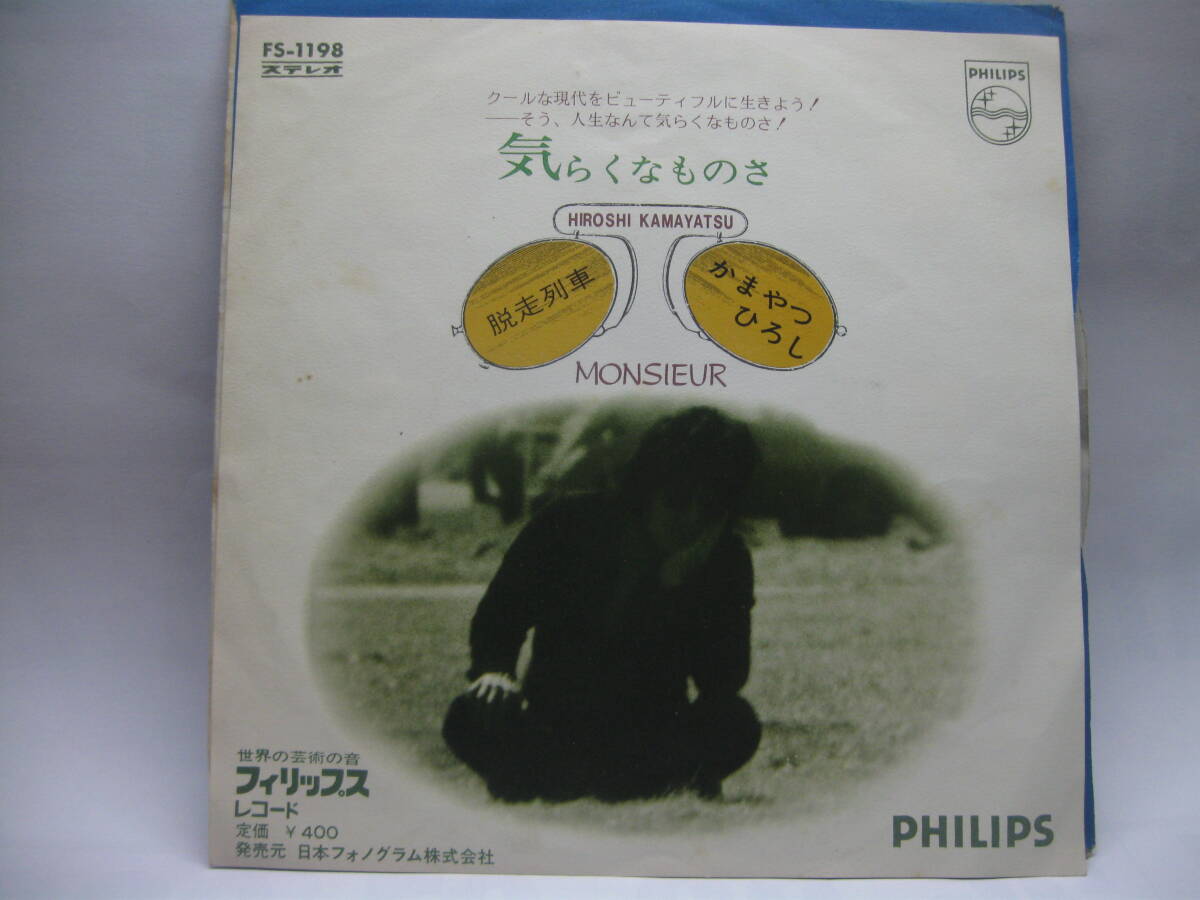 FS-1198
ステレオ
PHILIPS
クールな現代をビューティフルに生きよう！
——そう、人生なんて気らくなものさ！
気らくなものさ
HIROSHI KAMAYATSU
脱走列車
かまやつ
ひろし
MONSIEUR
世界の芸術の音
フィリップス
レコード
定価 ￥400
発売元 日本フォノグラム株式会社
PHILIPS